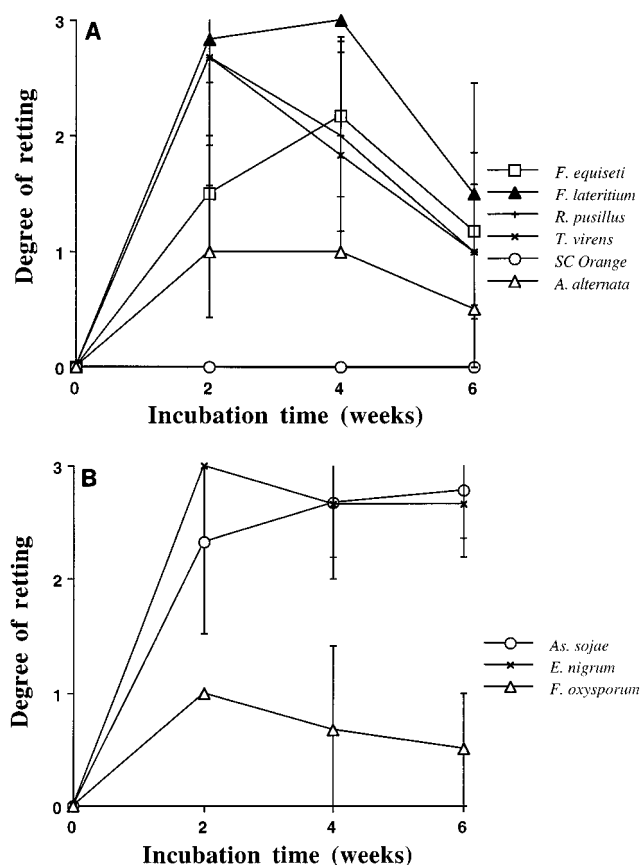 A
3
2
1
0
Degree of retting
0 2 4 6
Incubation time (weeks)
F. equiseti
F. lateritium
R. pusillus
T. virens
SC Orange
A. alternata
B
3
2
1
0
Degree of retting
0 2 4 6
Incubation time (weeks)
As. sojae
E. nigrum
F. oxysporum